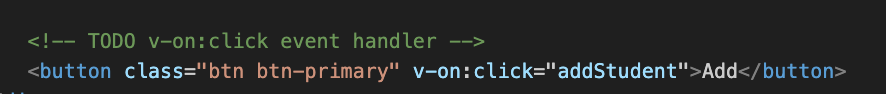 <!-- TODO v-on:click event handler -->
<button class="btn btn-primary" v-on:click="addStudent">Add</button>